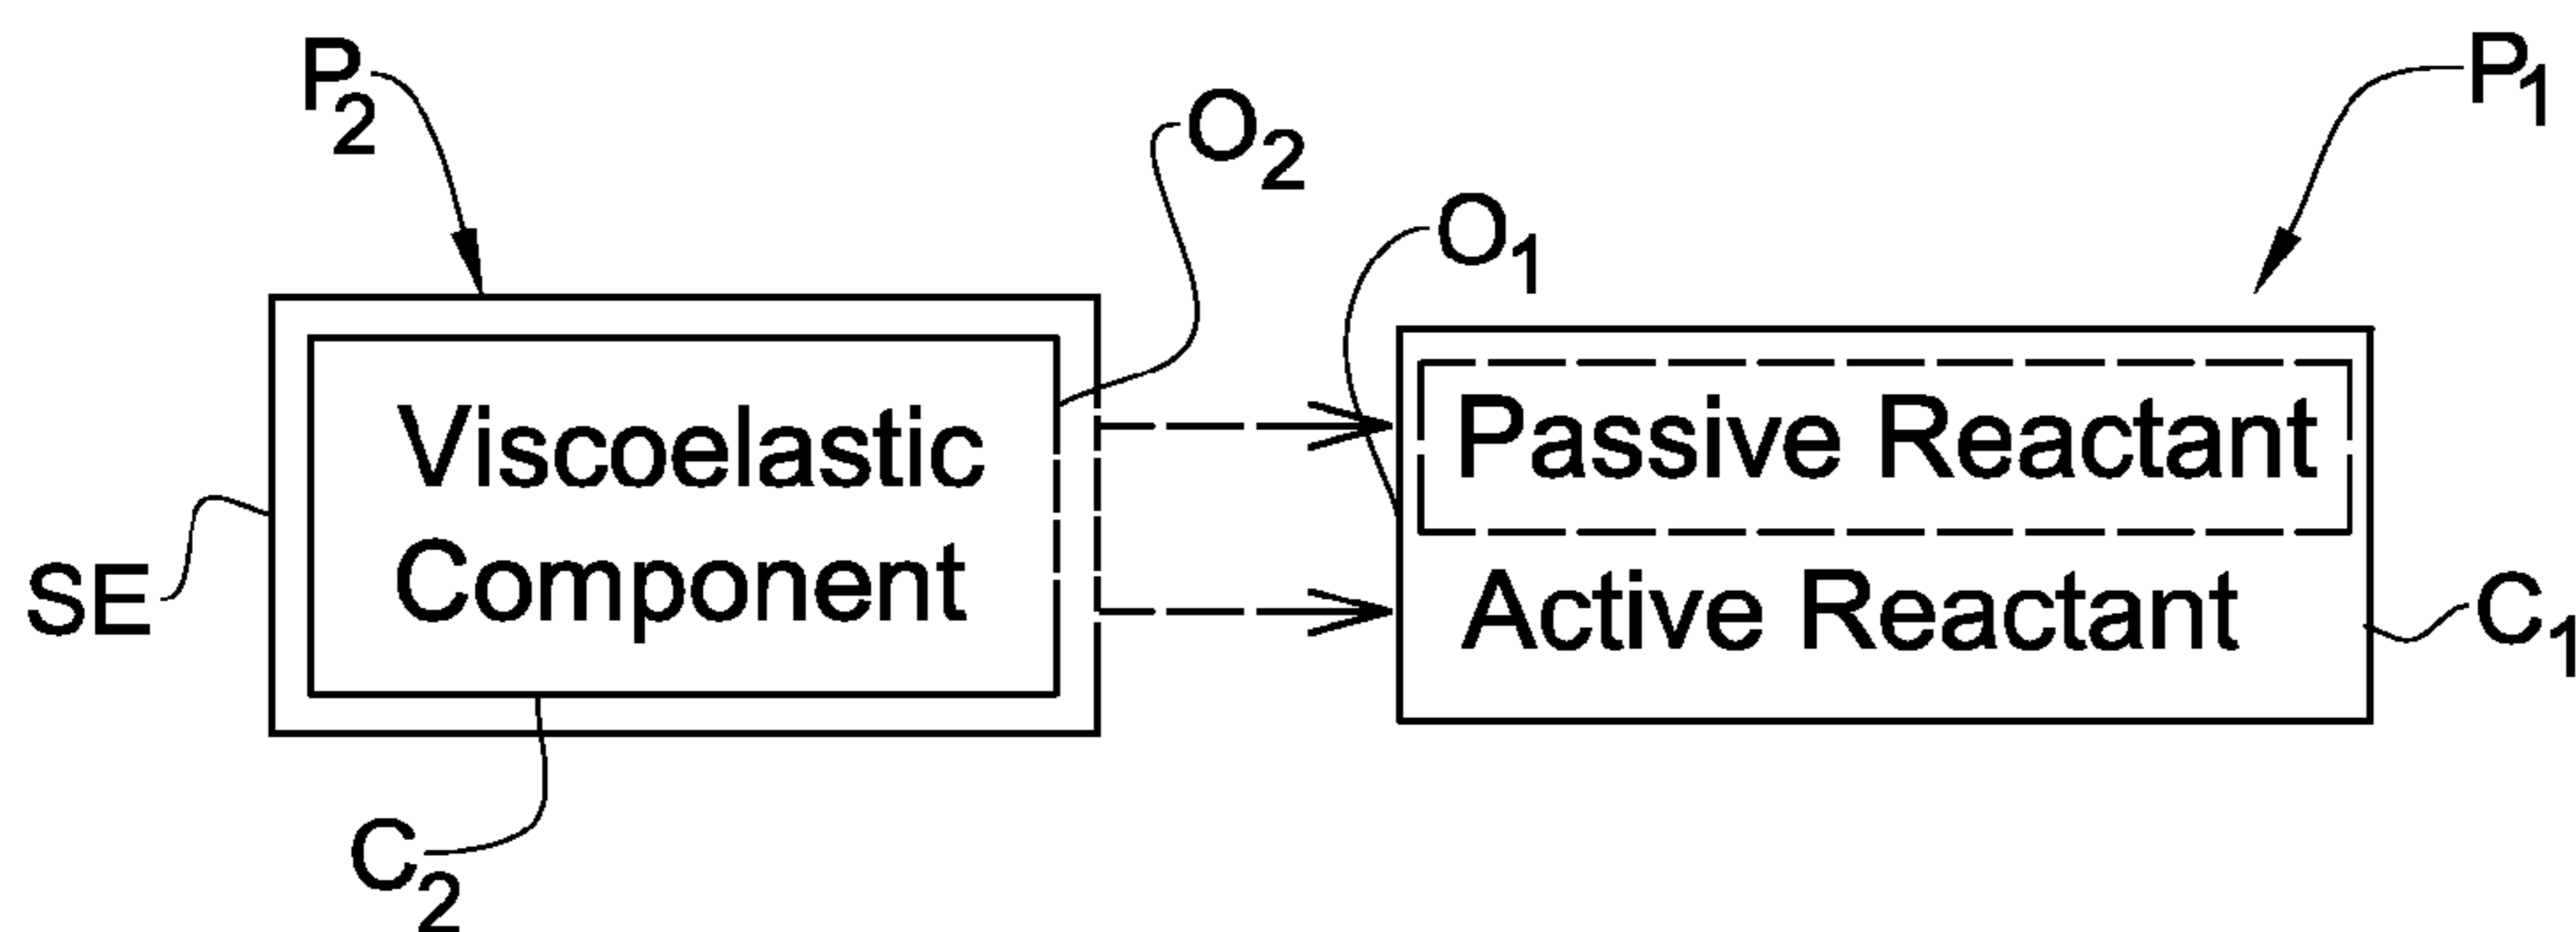 P2
O2
P1
O1
Viscoelastic
Component
Passive Reactant
Active Reactant
SE
C1
C2